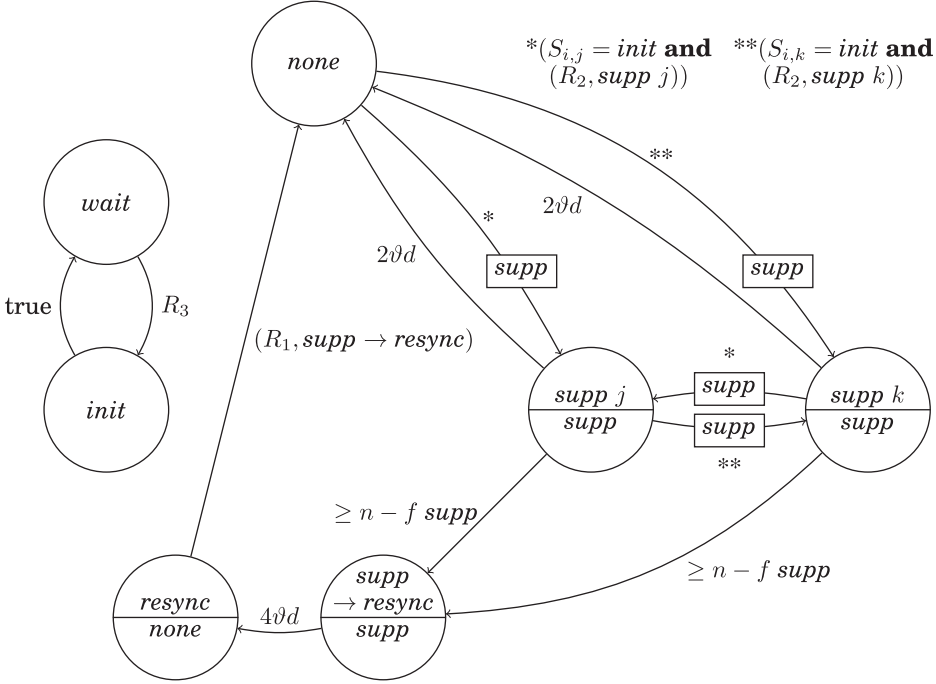 none
*(S_{i,j} = init and
(R_2, supp j))
**(S_{i,k} = init and
(R_2, supp k))
wait
**
2ϑd
*
2ϑd
supp
supp
true
R_3
(R_1, supp → resync)
*
supp
supp j
supp
supp k
supp
init
supp
**
≥ n − f supp
≥ n − f supp
supp
→ resync
supp
resync
none
4ϑd